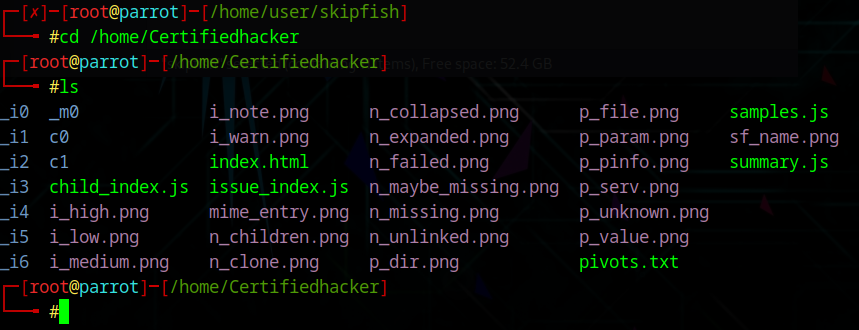 ┌─[✗]─[root@parrot]─[/home/user/skipfish]
└──╼ #cd /home/Certifiedhacker
┌─[root@parrot]─[/home/Certifiedhacker]
ms), Free space: 52.4 GB
└──╼ #ls
_i0 _m0 i_note.png n_collapsed.png p_file.png samples.js
_i1 c0 i_warn.png n_expanded.png p_param.png sf_name.png
_i2 c1 index.html n_failed.png p_pinfo.png summary.js
_i3 child_index.js issue_index.js n_maybe_missing.png p_serv.png
_i4 i_high.png mime_entry.png n_missing.png p_unknown.png
_i5 i_low.png n_children.png n_unlinked.png p_value.png
_i6 i_medium.png n_clone.png p_dir.png pivots.txt
┌─[root@parrot]─[/home/Certifiedhacker]
└──╼ #